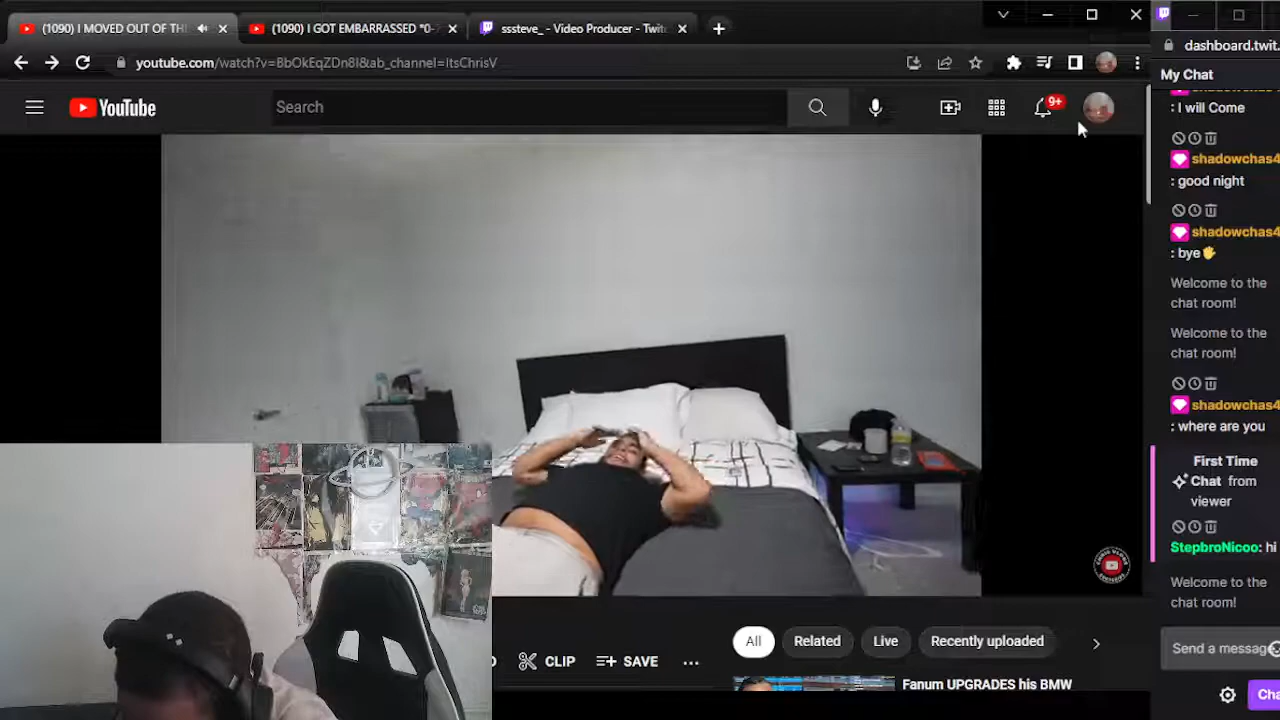 (1090) I MOVED OUT OF TH
(1090) I GOT EMBARRASSED *0-
ssteve_ - Video Producer - Twit
youtube.com/watch?v=BbOkEqZDn8I&ab_channel=ItsChrisV
dashboard.twit
YouTube
Search
9+
My Chat
: I will Come
shadowchas4
: good night
shadowchas4
: bye👋
Welcome to the
chat room!
Welcome to the
chat room!
shadowchas4
: where are you
First Time
Chat from
viewer
StepbroNicoo: hi
Welcome to the
chat room!
Send a message
Cha
CLIP
SAVE
All
Related
Live
Recently uploaded
Fanum UPGRADES his BMW